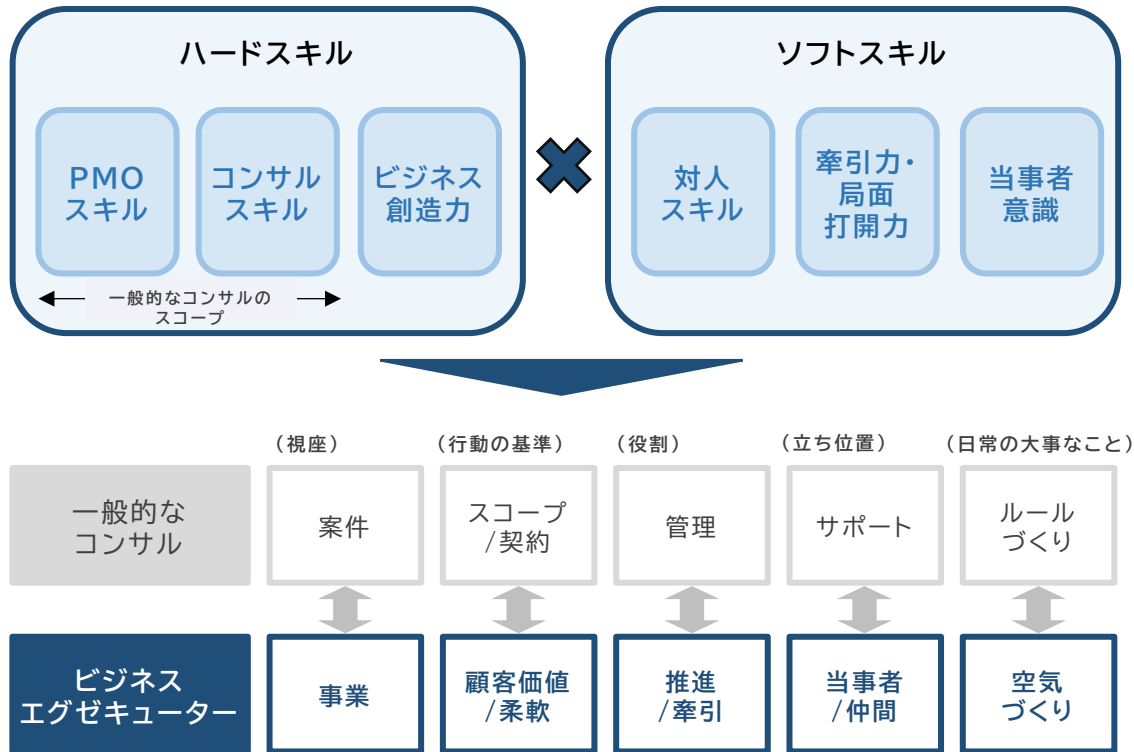 ハードスキル
PMO
スキル
コンサル
スキル
ビジネス
創造力
一般的なコンサルの
スコープ
ソフトスキル
対人
スキル
牽引力・
局面
打開力
当事者
意識
（視座）
（行動の基準）
（役割）
（立ち位置）
（日常の大事なこと）
一般的な
コンサル
案件
スコープ
/契約
管理
サポート
ルール
づくり
ビジネス
エグゼキューター
事業
顧客価値
/柔軟
推進
/牽引
当事者
/仲間
空気
づくり